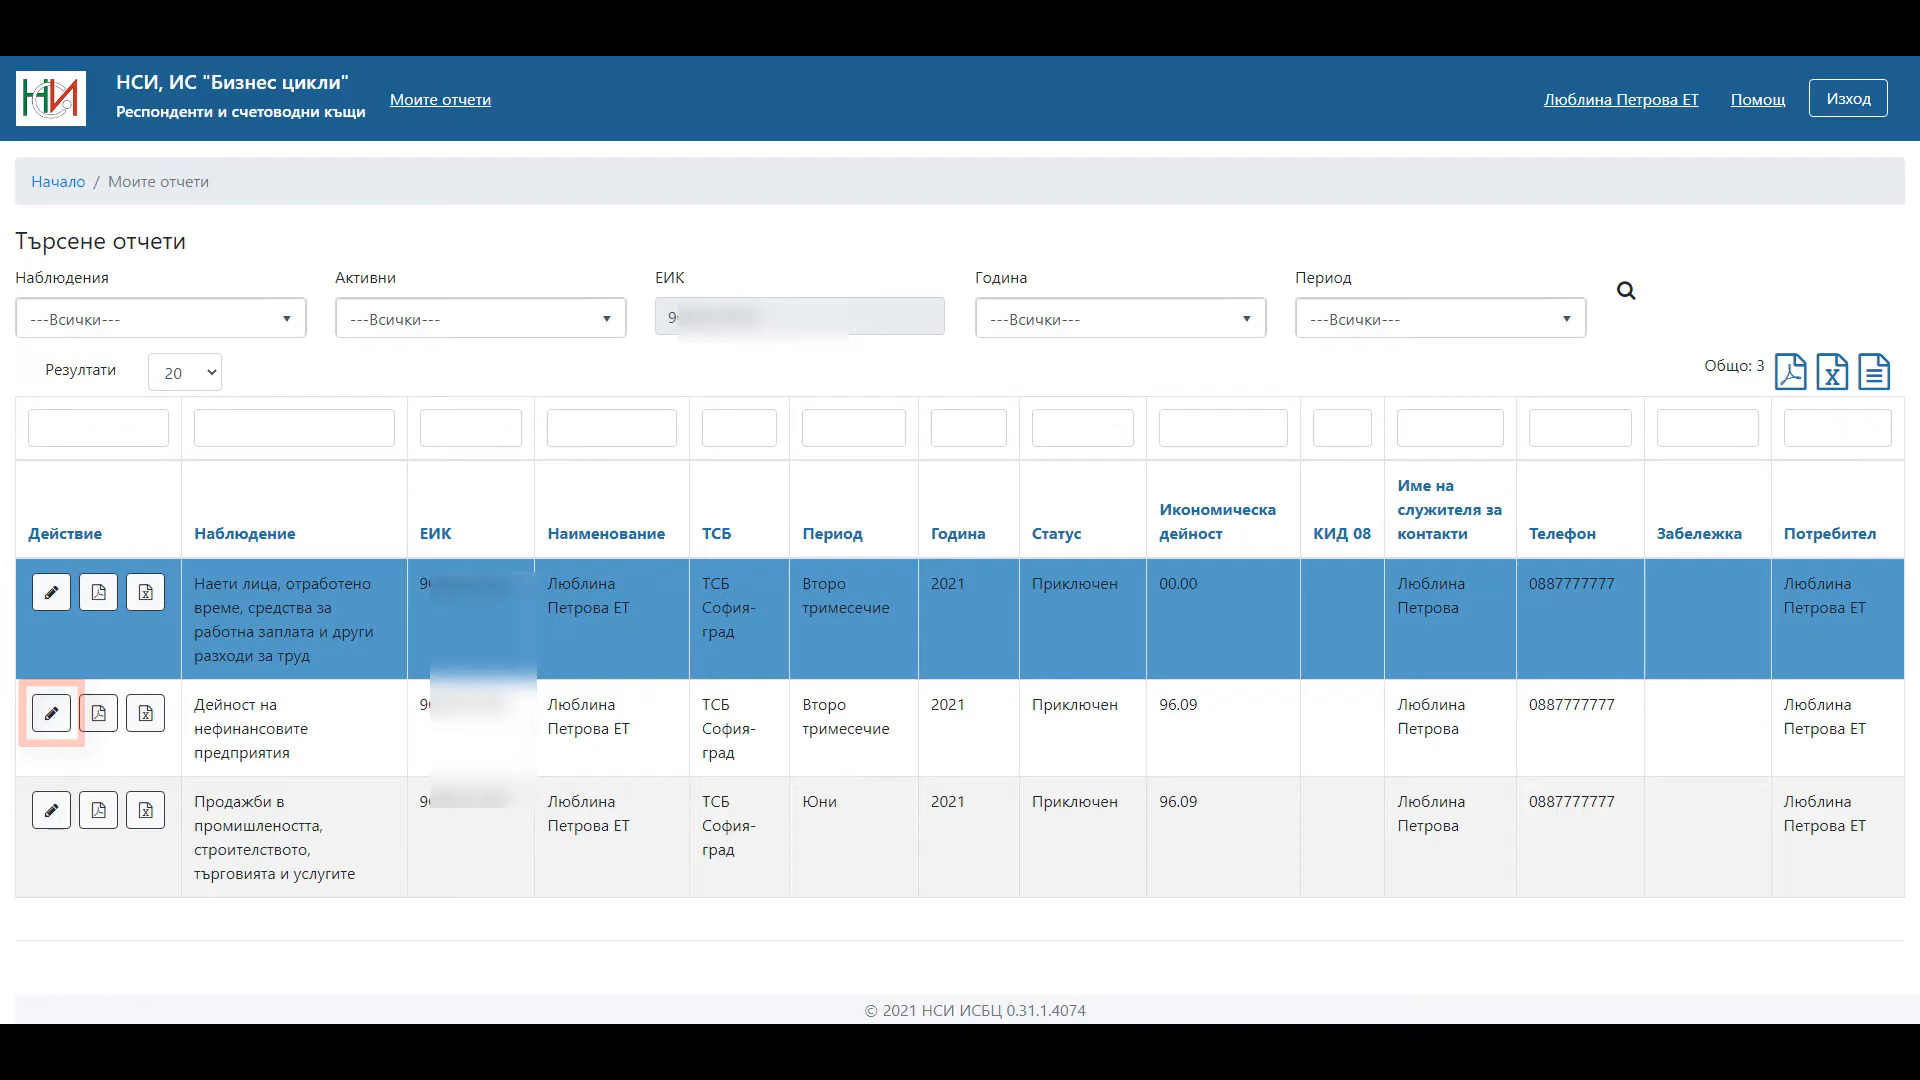 НСИ, ИС "Бизнес цикли"
Респонденти и счетоводни къщи
Моите отчети
Люблина Петрова ЕТ
Помощ
Изход
Начало / Моите отчети
Търсене отчети
Наблюдения
Активни
ЕИК
Година
Период
---Всички---
---Всички---
9
---Всички---
---Всички---
Резултати
20
Общо: 3
Действие
Наблюдение
ЕИК
Наименование
ТСБ
Период
Година
Статус
Икономическа
дейност
КИД 08
Име на
служителя за
контакти
Телефон
Забележка
Потребител
Наети лица, отработено
време, средства за
работна заплата и други
разходи за труд
9
Люблина
Петрова ЕТ
ТСБ
София-
град
Второ
тримесечие
2021
Приключен
00.00
Люблина
Петрова
0887777777
Люблина
Петрова ЕТ
Дейност на
нефинансовите
предприятия
9
Люблина
Петрова ЕТ
ТСБ
София-
град
Второ
тримесечие
2021
Приключен
96.09
Люблина
Петрова
0887777777
Люблина
Петрова ЕТ
Продажби в
промишлеността,
строителството,
търговията и услугите
9
Люблина
Петрова ЕТ
ТСБ
София-
град
Юни
2021
Приключен
96.09
Люблина
Петрова
0887777777
Люблина
Петрова ЕТ
© 2021 НСИ ИСБЦ 0.31.1.4074